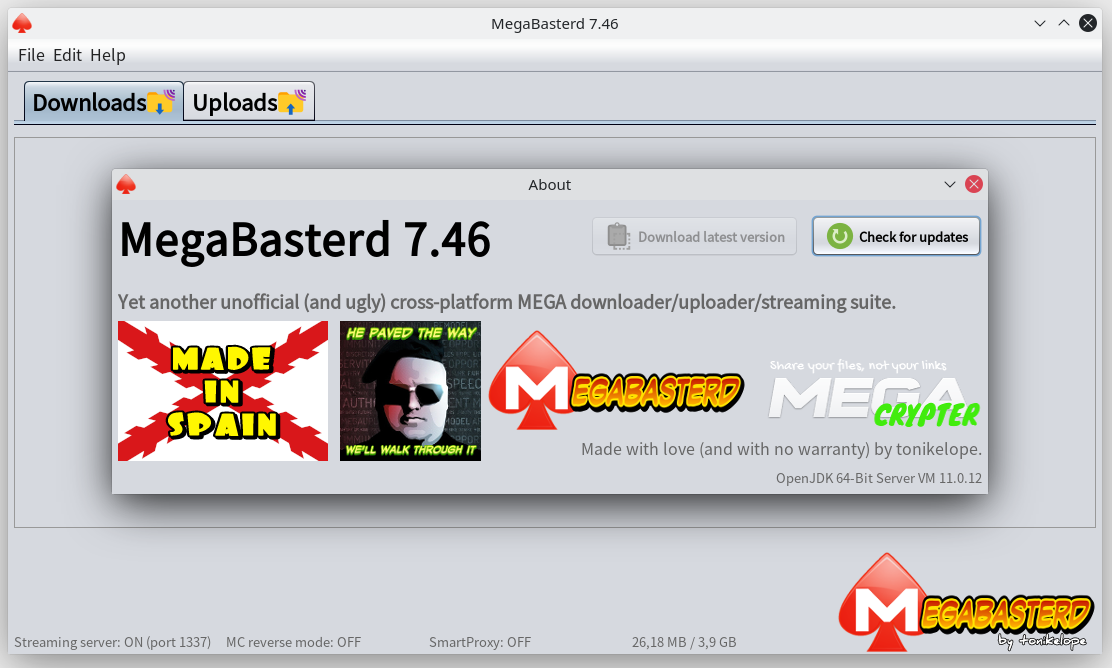 MegaBasterd 7.46
File Edit Help
Downloads
Uploads
About
MegaBasterd 7.46
Download latest version
Check for updates
Yet another unofficial (and ugly) cross-platform MEGA downloader/uploader/streaming suite.
MADE
IN
SPAIN
HE PAVED THE WAY
WE'LL WALK THROUGH IT
MEGABASTERD
Share your files, not your links
MEGA
CRYPTER
Made with love (and with no warranty) by tonikelope.
OpenJDK 64-Bit Server VM 11.0.12
MEGABASTERD
by tonikelope
Streaming server: ON (port 1337) MC reverse mode: OFF SmartProxy: OFF 26,18 MB / 3,9 GB